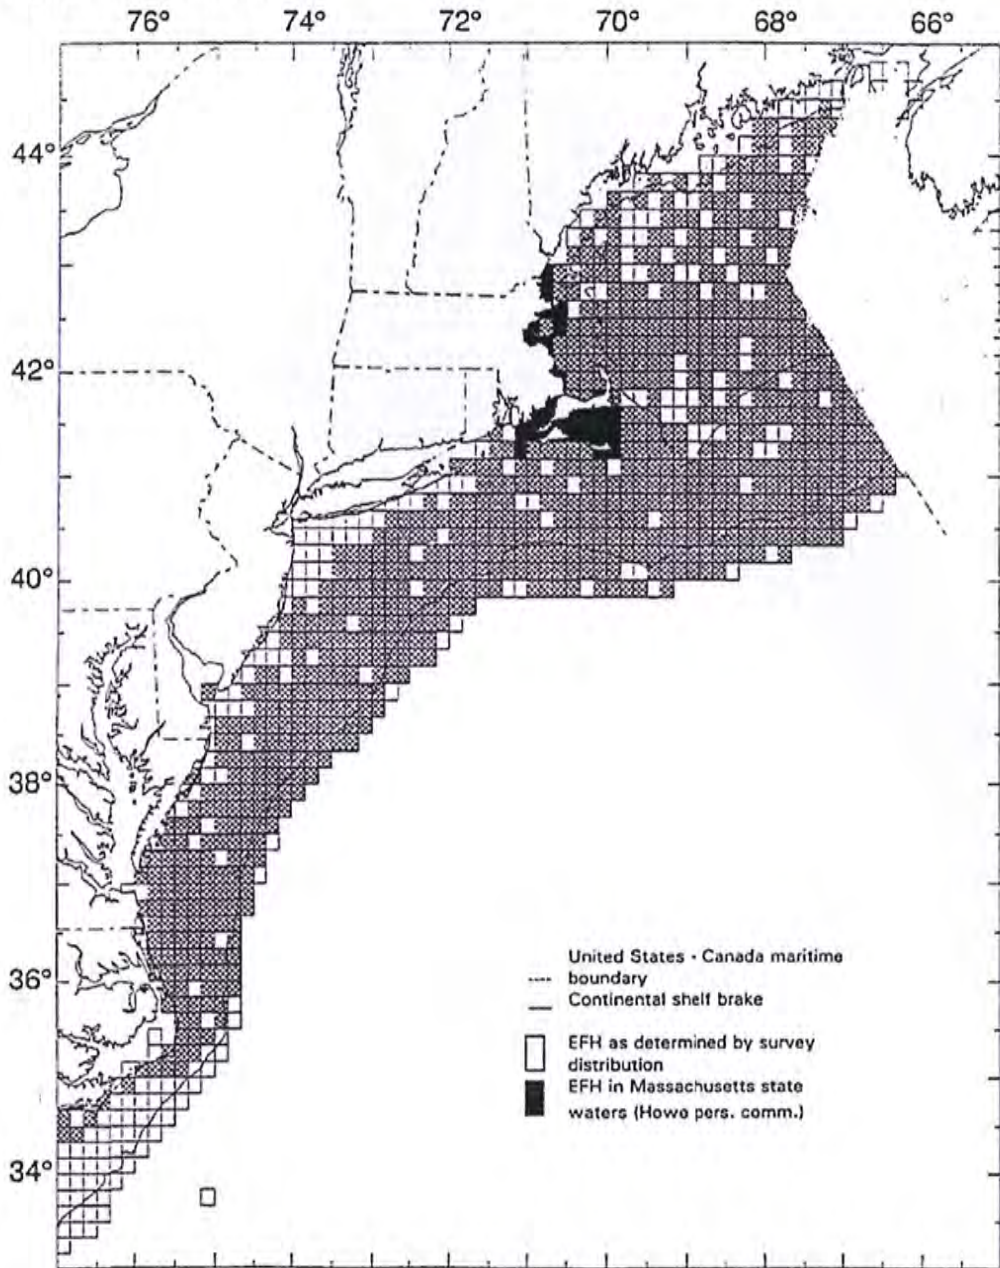 76° 74° 72° 70° 68° 66°
44°
42°
40°
38°
36°
34°
United States - Canada maritime
boundary
Continental shelf brake
EFH as determined by survey
distribution
EFH in Massachusetts state
waters (Howe pers. comm.)